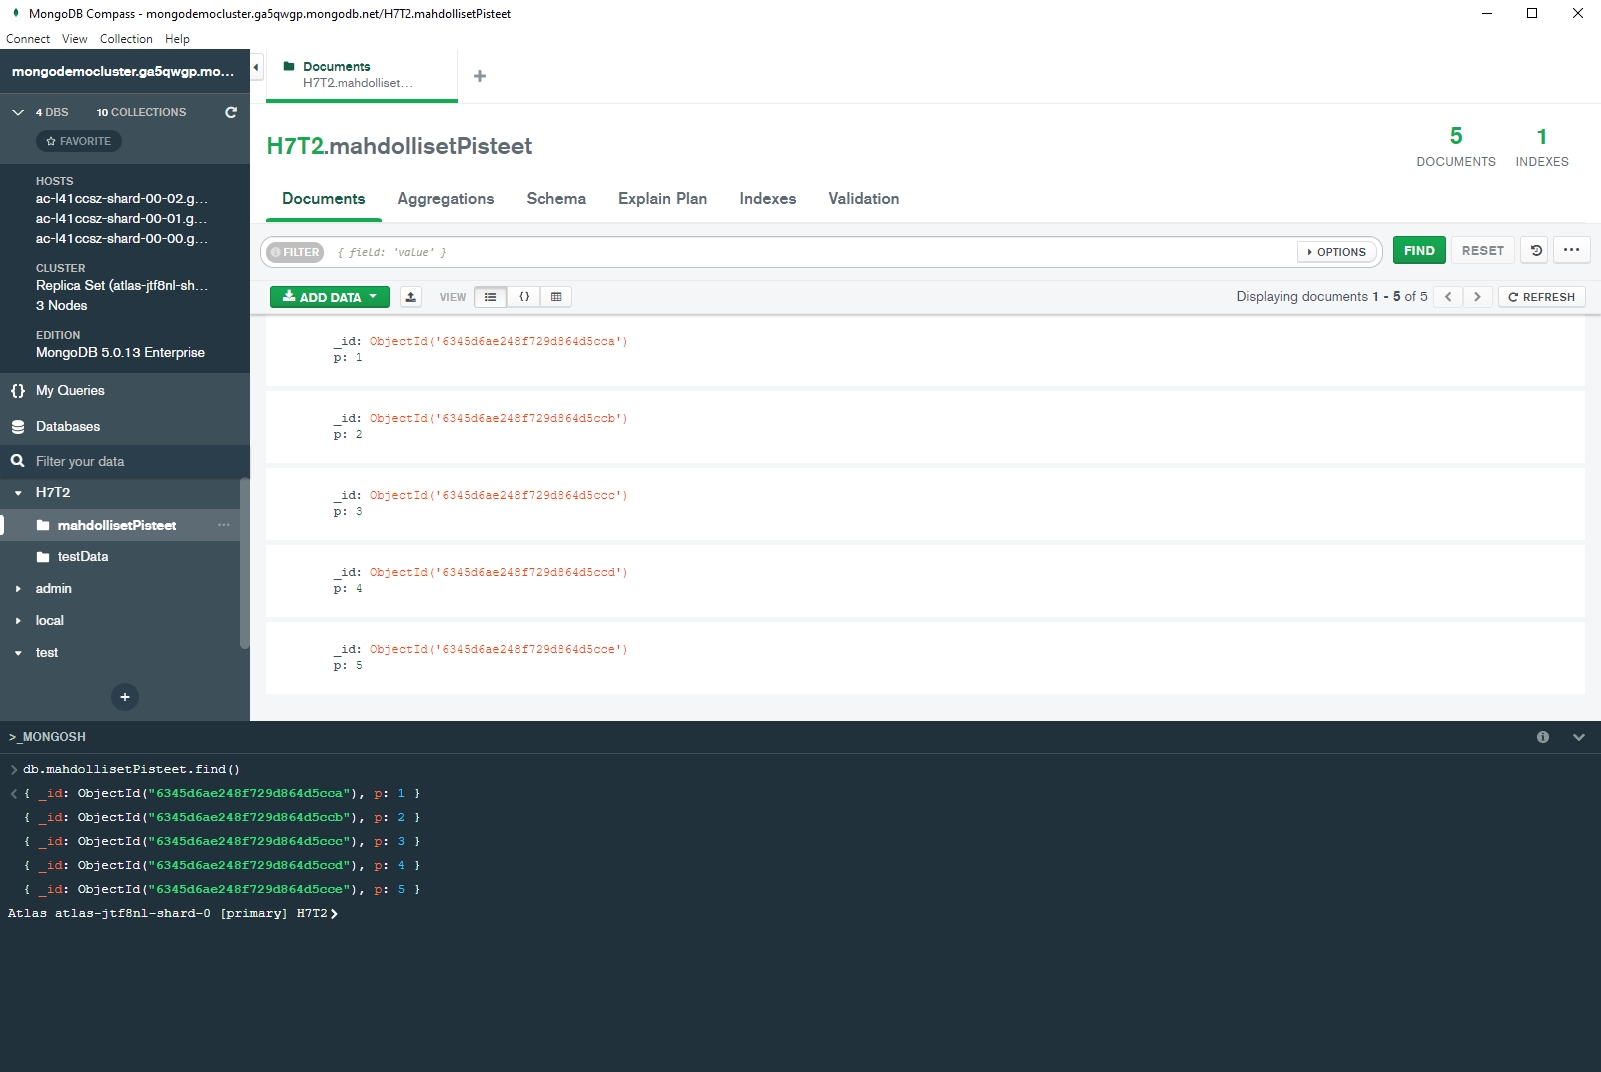 MongoDB Compass - mongodemocluster.ga5qwgp.mongodb.net/H7T2.mahdollisetPisteet
Connect View Collection Help
mongodemocluster.ga5qwgp.mo...
4 DBS 10 COLLECTIONS
FAVORITE
HOSTS
ac-l41ccsz-shard-00-02.g...
ac-l41ccsz-shard-00-01.g...
ac-l41ccsz-shard-00-00.g...
CLUSTER
Replica Set (atlas-jtf8nl-sh...
3 Nodes
EDITION
MongoDB 5.0.13 Enterprise
{} My Queries
Databases
Filter your data
H7T2
mahdollisetPisteet ...
testData
admin
local
test
+
Documents
H7T2.mahdolliset...
+
H7T2.mahdollisetPisteet
5
DOCUMENTS
1
INDEXES
Documents Aggregations Schema Explain Plan Indexes Validation
FILTER { field: 'value' } OPTIONS FIND RESET ...
ADD DATA VIEW {} Displaying documents 1 - 5 of 5 < > REFRESH
_id: ObjectId('6345d6ae248f729d864d5cca')
p: 1
_id: ObjectId('6345d6ae248f729d864d5ccb')
p: 2
_id: ObjectId('6345d6ae248f729d864d5ccc')
p: 3
_id: ObjectId('6345d6ae248f729d864d5ccd')
p: 4
_id: ObjectId('6345d6ae248f729d864d5cce')
p: 5
>_MONGOSH
> db.mahdollisetPisteet.find()
< { _id: ObjectId("6345d6ae248f729d864d5cca"), p: 1 }
{ _id: ObjectId("6345d6ae248f729d864d5ccb"), p: 2 }
{ _id: ObjectId("6345d6ae248f729d864d5ccc"), p: 3 }
{ _id: ObjectId("6345d6ae248f729d864d5ccd"), p: 4 }
{ _id: ObjectId("6345d6ae248f729d864d5cce"), p: 5 }
Atlas atlas-jtf8nl-shard-0 [primary] H7T2>